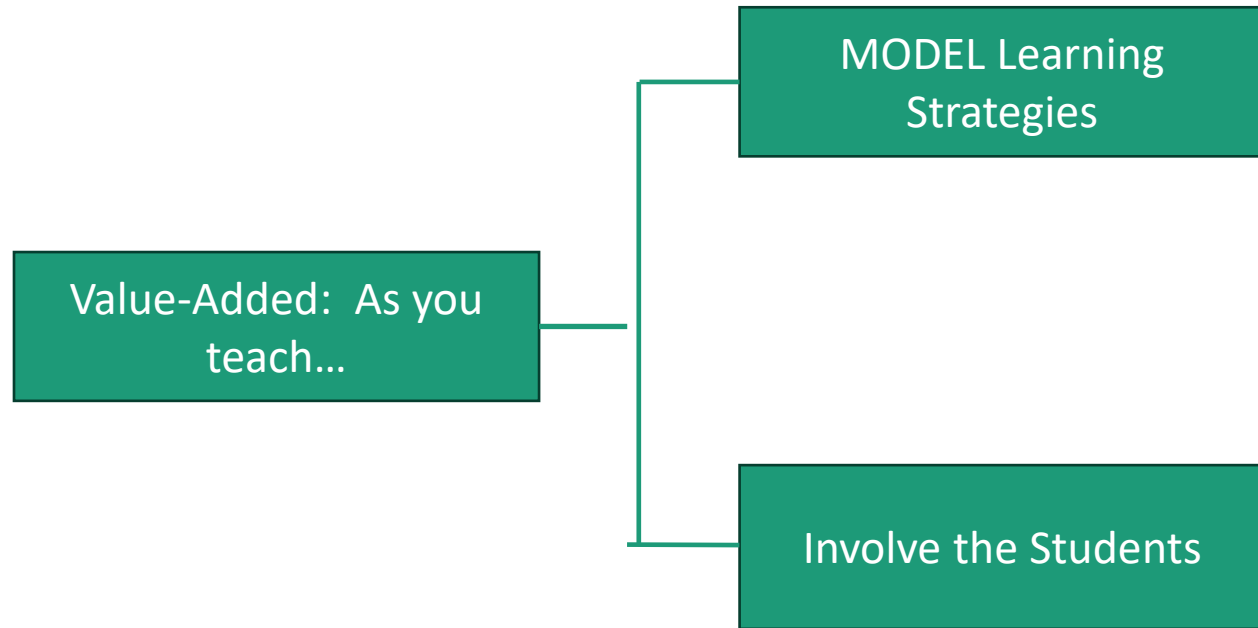 MODEL Learning
Strategies
Value-Added:  As you
teach…
Involve the Students